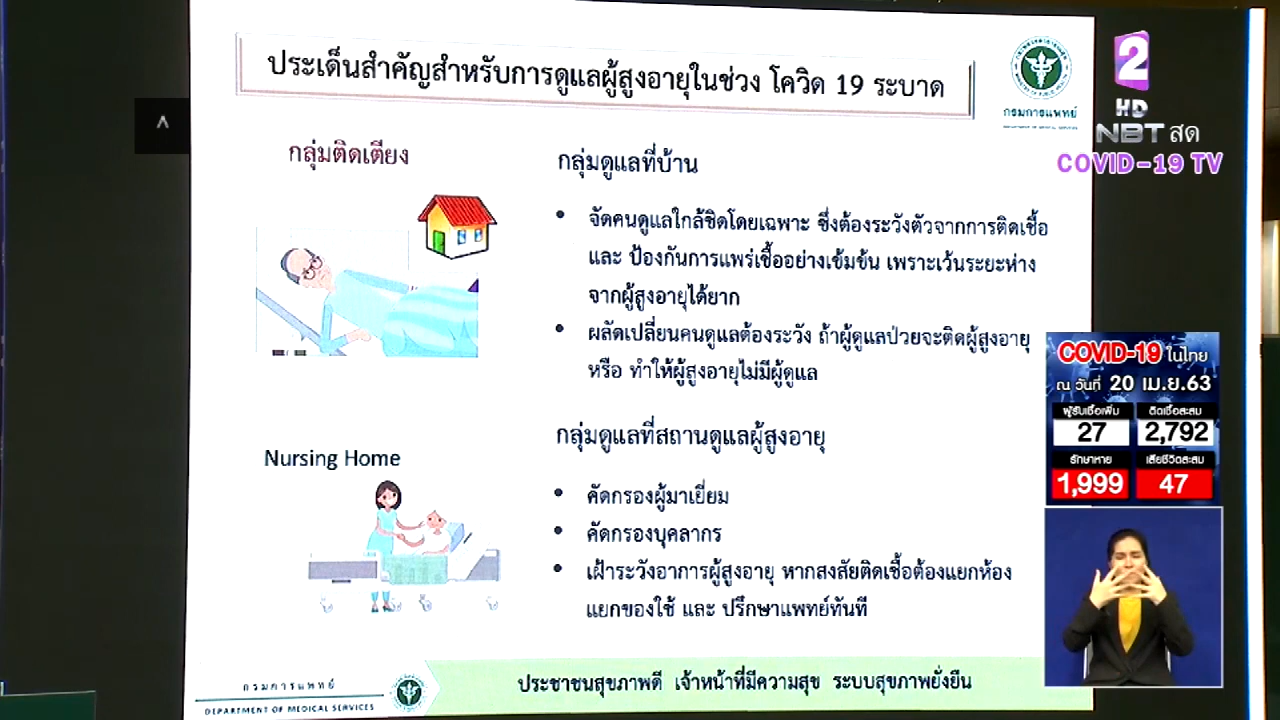 ประเด็นสำคัญสำหรับการดูแลผู้สูงอายุในช่วง โควิด 19 ระบาด
กรมการแพทย์
2
HD
NBT สด
COVID-19 TV
กลุ่มติดเตียง
กลุ่มดูแลที่บ้าน
จัดคนดูแลใกล้ชิดโดยเฉพาะ ซึ่งต้องระวังตัวจากการติดเชื้อ
และ ป้องกันการแพร่เชื้ออย่างเข้มข้น เพราะเว้นระยะห่าง
จากผู้สูงอายุได้ยาก
ผลัดเปลี่ยนคนดูแลต้องระวัง ถ้าผู้ดูแลป่วยจะติดผู้สูงอายุ
หรือ ทำให้ผู้สูงอายุไม่มีผู้ดูแล
Nursing Home
กลุ่มดูแลที่สถานดูแลผู้สูงอายุ
คัดกรองผู้มาเยี่ยม
คัดกรองบุคลากร
เฝ้าระวังอาการผู้สูงอายุ หากสงสัยติดเชื้อต้องแยกห้อง
แยกของใช้ และ ปรึกษาแพทย์ทันที
COVID-19 ในไทย
ณ วันที่ 20 เม.ย.63
ผู้รับเชื้อเพิ่ม ติดเชื้อสะสม
27 2,792
รักษาหาย เสียชีวิตสะสม
1,999 47
กรมการแพทย์
DEPARTMENT OF MEDICAL SERVICES
ประชาชนสุขภาพดี เจ้าหน้าที่มีความสุข ระบบสุขภาพยั่งยืน